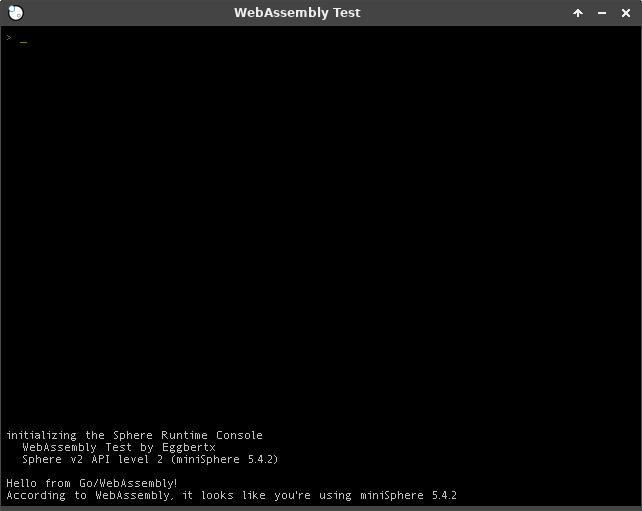 WebAssembly Test
> _
initializing the Sphere Runtime Console
WebAssembly Test by Eggbertx
Sphere v2 API level 2 (miniSphere 5.4.2)
Hello from Go/WebAssembly!
According to WebAssembly, it looks like you're using miniSphere 5.4.2